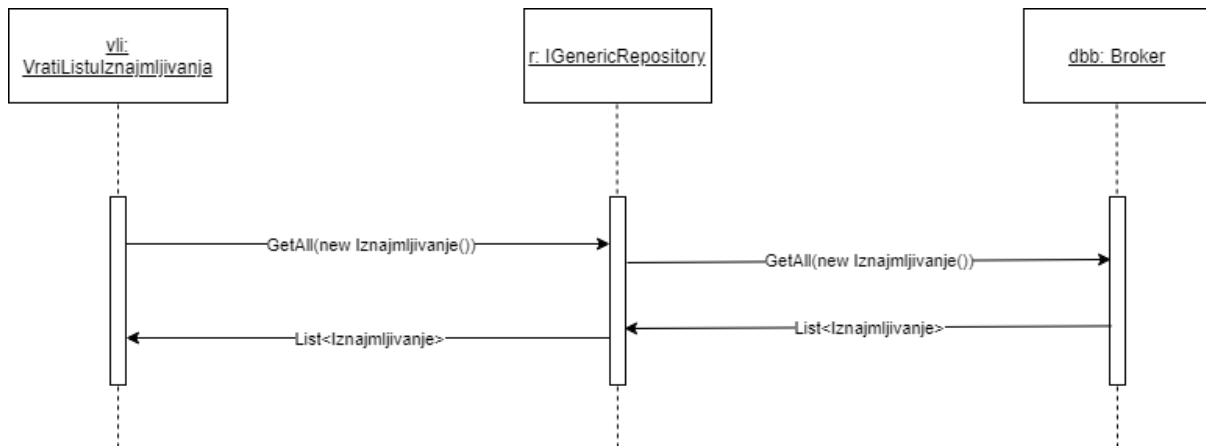 vli:
VratiListuIznajmljivanja
r: IGenericRepository
dbb: Broker
GetAll(new Iznajmljivanje())
GetAll(new Iznajmljivanje())
List<Iznajmljivanje>
List<Iznajmljivanje>